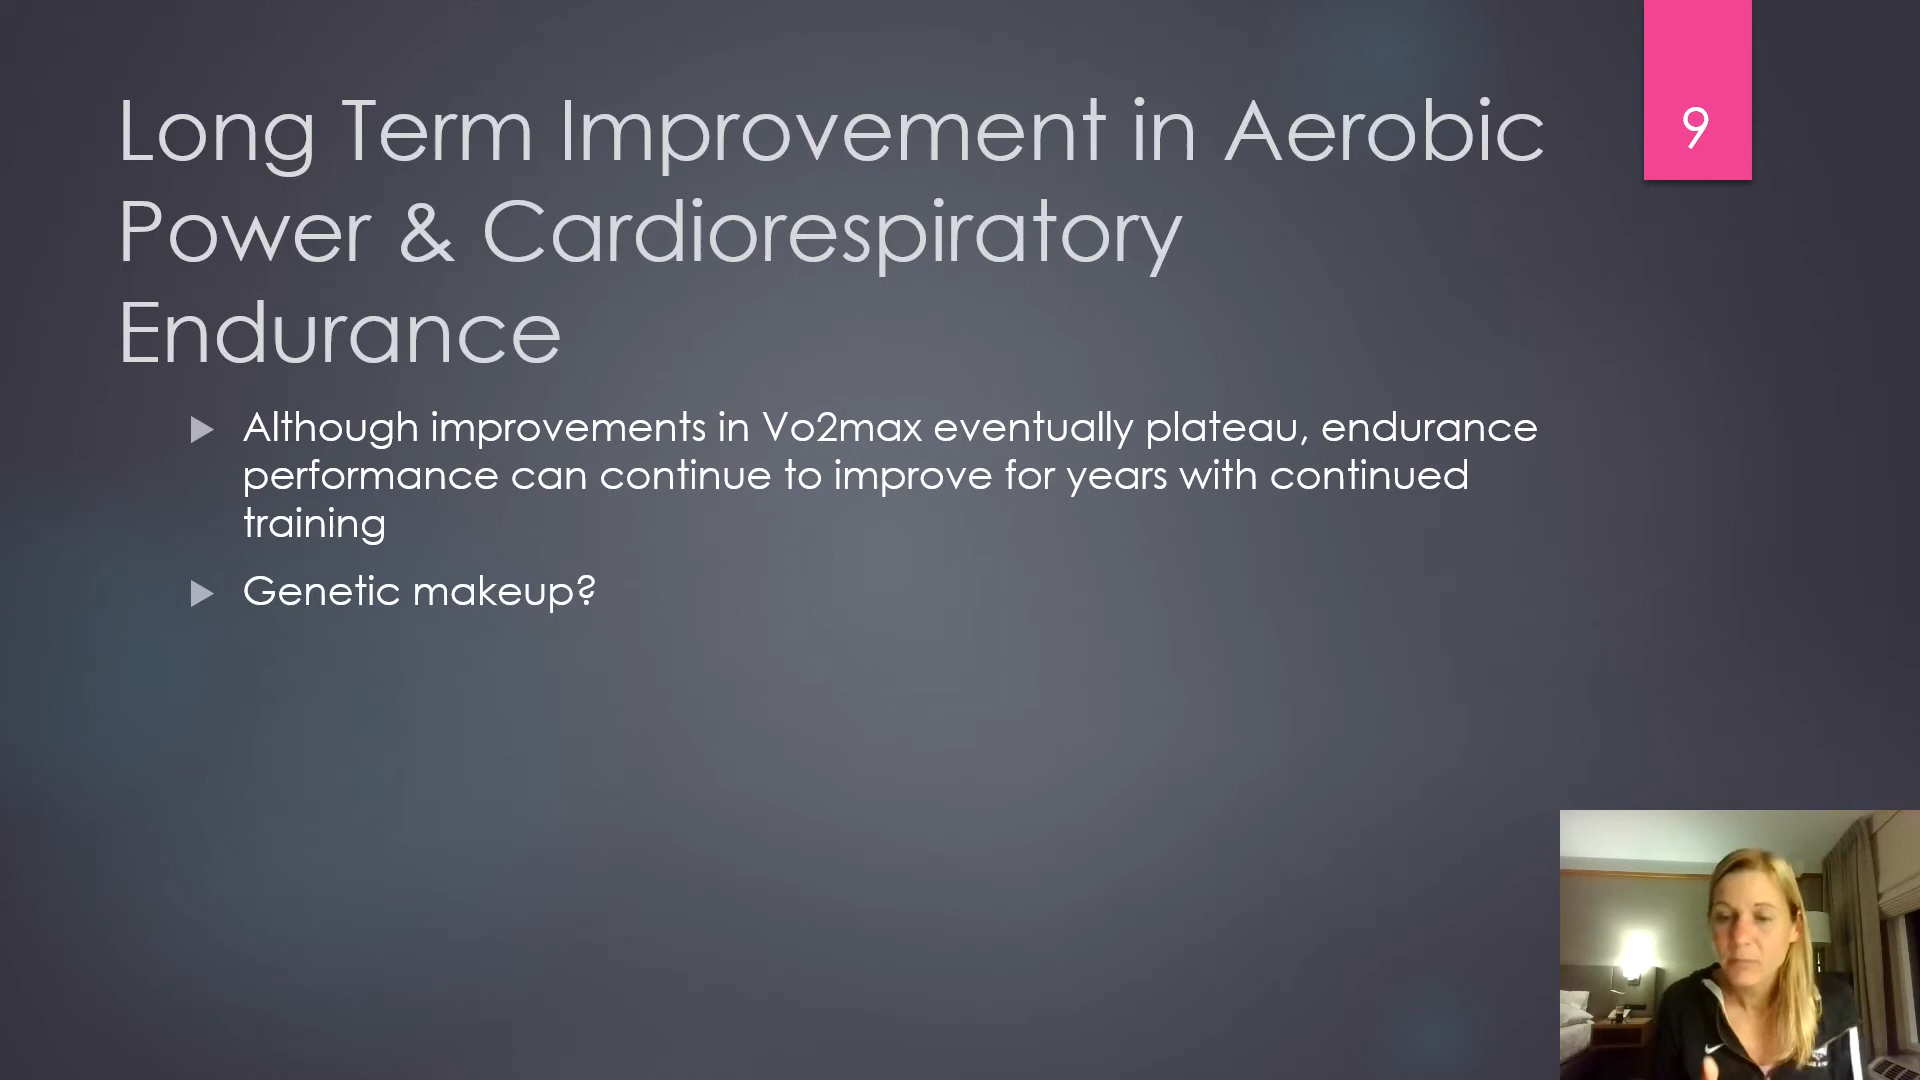 Long Term Improvement in Aerobic
Power & Cardiorespiratory
Endurance
9
Although improvements in Vo2max eventually plateau, endurance
performance can continue to improve for years with continued
training
Genetic makeup?